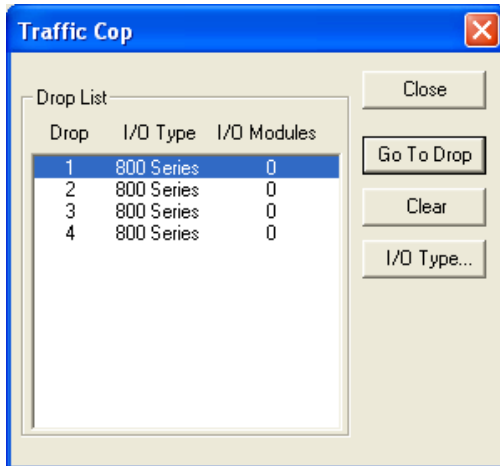 Traffic Cop
Drop List
Drop I/O Type I/O Modules
1 800 Series 0
2 800 Series 0
3 800 Series 0
4 800 Series 0
Close
Go To Drop
Clear
I/O Type...